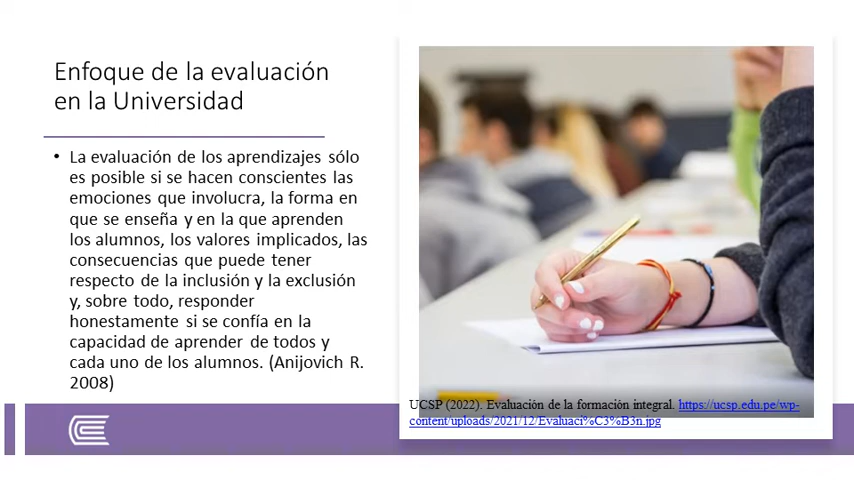 Enfoque de la evaluación
en la Universidad
• La evaluación de los aprendizajes sólo
es posible si se hacen conscientes las
emociones que involucra, la forma en
que se enseña y en la que aprenden
los alumnos, los valores implicados, las
consecuencias que puede tener
respecto de la inclusión y la exclusión
y, sobre todo, responder
honestamente si se confía en la
capacidad de aprender de todos y
cada uno de los alumnos. (Anijovich R.
2008)
UCSP (2022). Evaluación de la formación integral. https://ucsp.edu.pe/wp-
content/uploads/2021/12/Evaluaci%C3%B3n.jpg